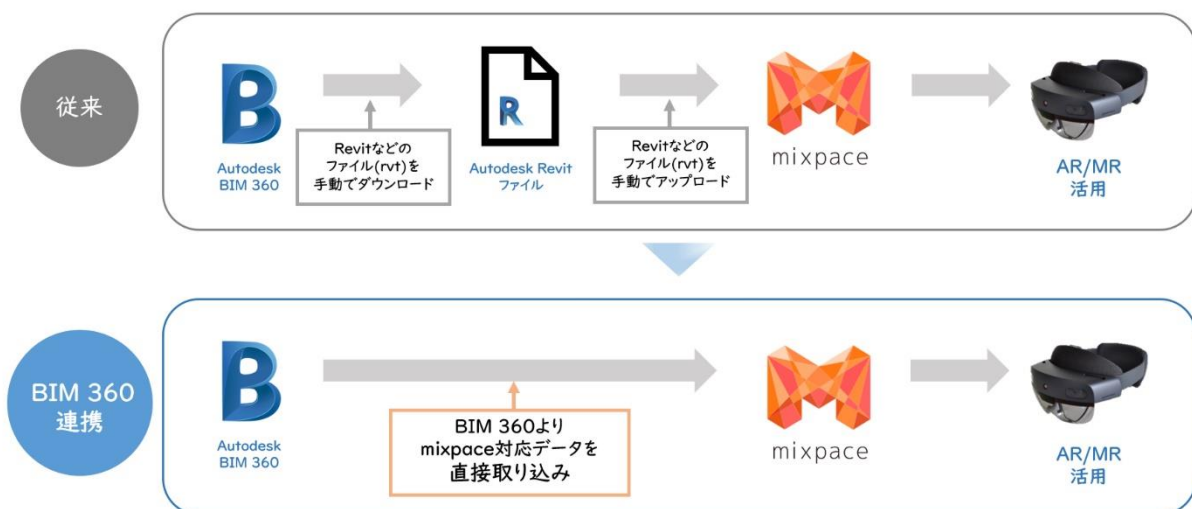 従来
Autodesk
BIM 360
Revitなどの
ファイル(rvt)を
手動でダウンロード
R
Autodesk Revit
ファイル
Revitなどの
ファイル(rvt)を
手動でアップロード
mixpace
AR/MR
活用
BIM 360
連携
Autodesk
BIM 360
BIM 360より
mixpace対応データを
直接取り込み
mixpace
AR/MR
活用